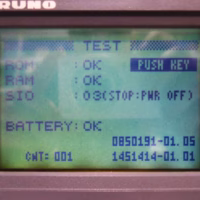 TEST
ROM :OK PUSH KEY
RAM :OK
SIO :03(STOP:PWR OFF)
BATTERY:OK
0850191-01.05
CNT: 001 1451414-01.01